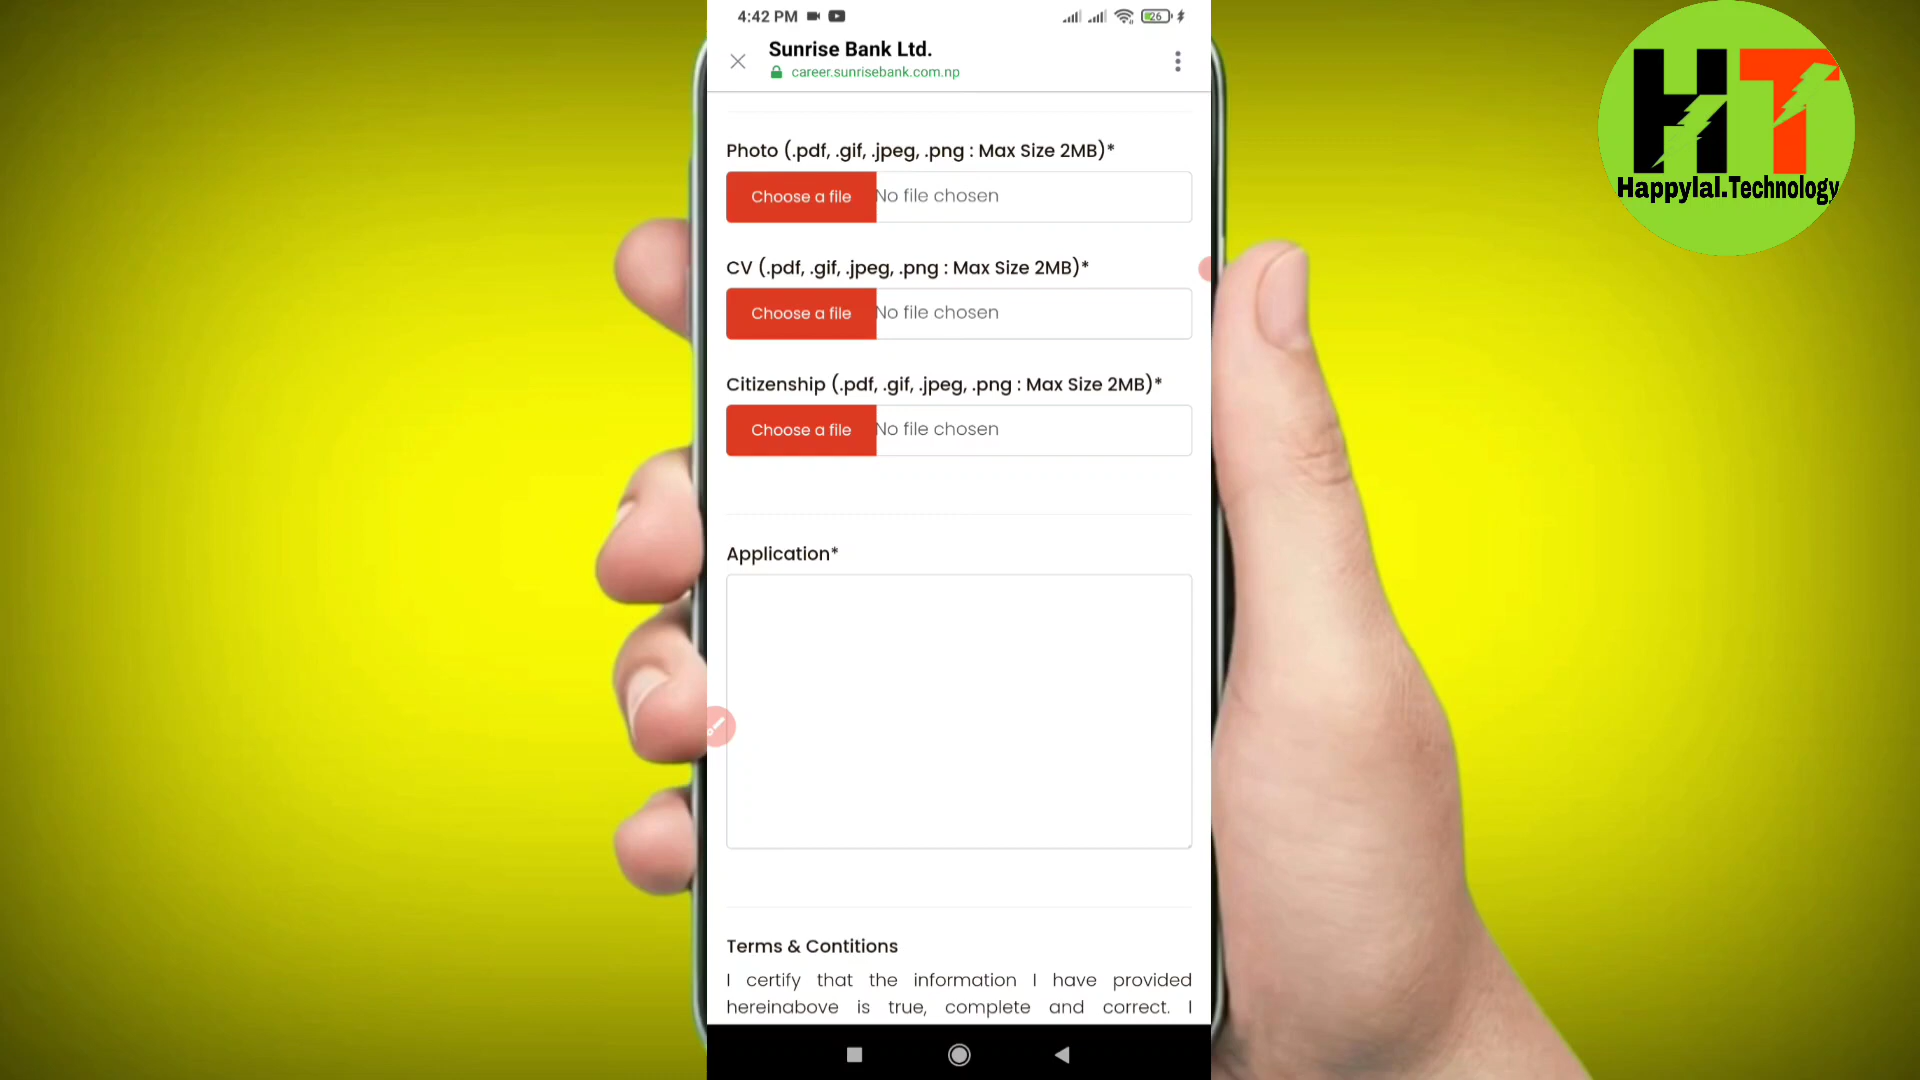 4:42 PM
26
Sunrise Bank Ltd.
career.sunrisebank.com.np
HT
Happylal.Technology
Photo (.pdf, .gif, .jpeg, .png : Max Size 2MB)*
Choose a file No file chosen
CV (.pdf, .gif, .jpeg, .png : Max Size 2MB)*
Choose a file No file chosen
Citizenship (.pdf, .gif, .jpeg, .png : Max Size 2MB)*
Choose a file No file chosen
Application*
Terms & Contitions
I certify that the information I have provided
hereinabove is true, complete and correct. I